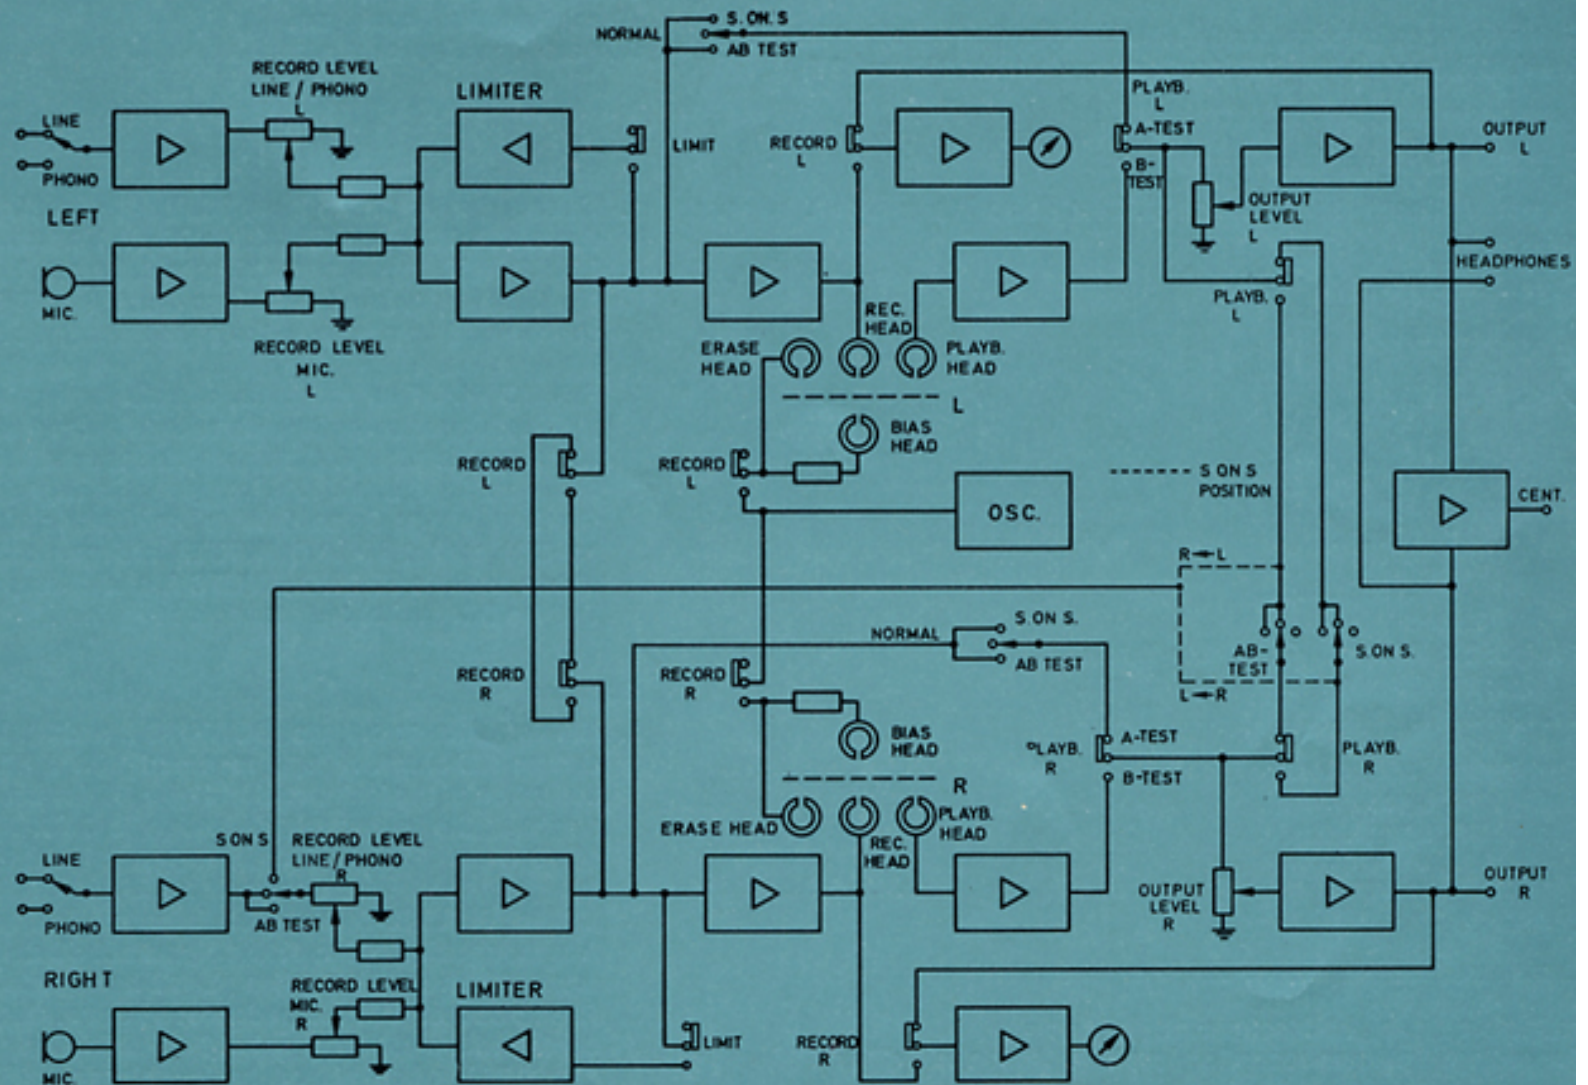 S. ON. S
NORMAL
AB TEST
RECORD LEVEL
LINE / PHONO
L
LIMITER
LINE
PHONO
LIMIT
RECORD
L
PLAYB.
L
A-TEST
B-
TEST
OUTPUT
L
LEFT
OUTPUT
LEVEL
L
HEADPHONES
MIC.
RECORD LEVEL
MIC.
L
ERASE
HEAD
REC.
HEAD
PLAYB.
HEAD
PLAYB.
L
L
BIAS
HEAD
RECORD
L
RECORD
L
OSC.
S ON S
POSITION
CENT.
R←L
NORMAL
S. ON S.
AB TEST
AB-
TEST
S.ON S.
L←R
RECORD
R
RECORD
R
BIAS
HEAD
PLAYB.
R
A-TEST
B-TEST
PLAYB.
R
R
ERASE HEAD
REC.
HEAD
PLAYB.
HEAD
S ON S
RECORD LEVEL
LINE/PHONO
R
LINE
PHONO
AB TEST
OUTPUT
LEVEL
R
OUTPUT
R
RIGHT
RECORD LEVEL
MIC.
R
LIMITER
MIC.
LIMIT
RECORD
R